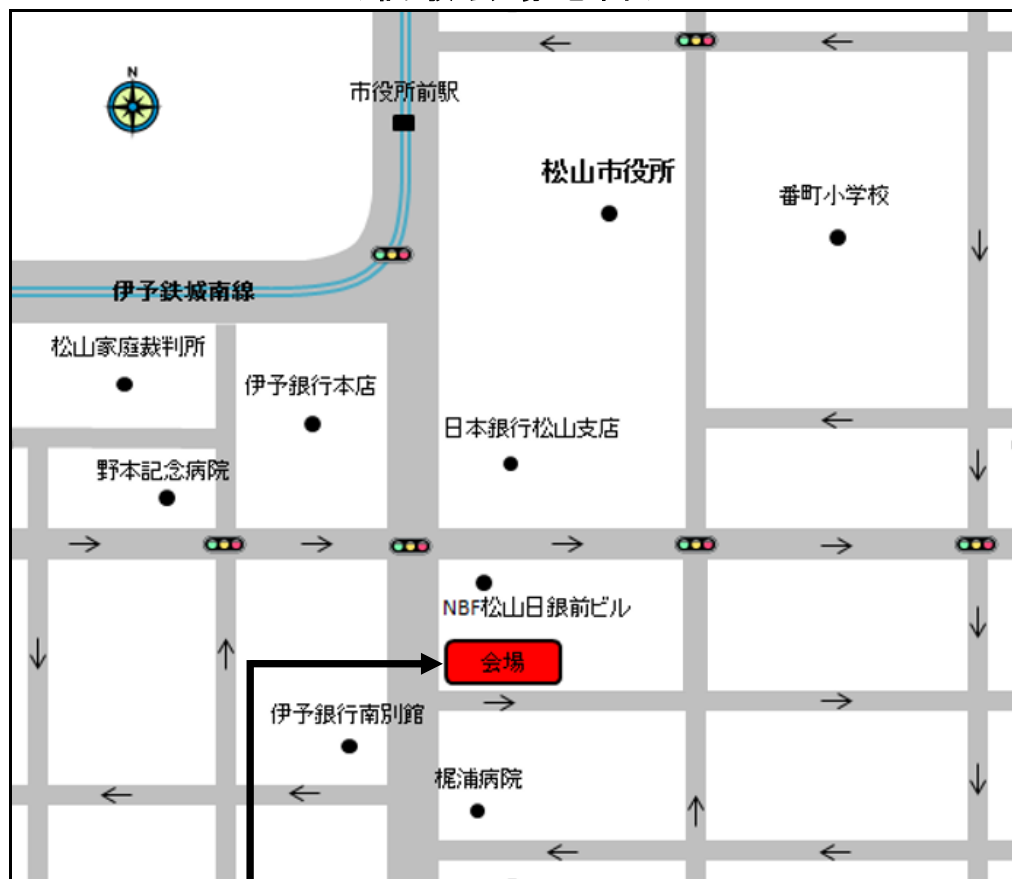 N
市役所前駅
松山市役所
番町小学校
伊予鉄城南線
松山家庭裁判所
伊予銀行本店
日本銀行松山支店
野本記念病院
NBF松山日銀前ビル
会場
伊予銀行南別館
梶浦病院